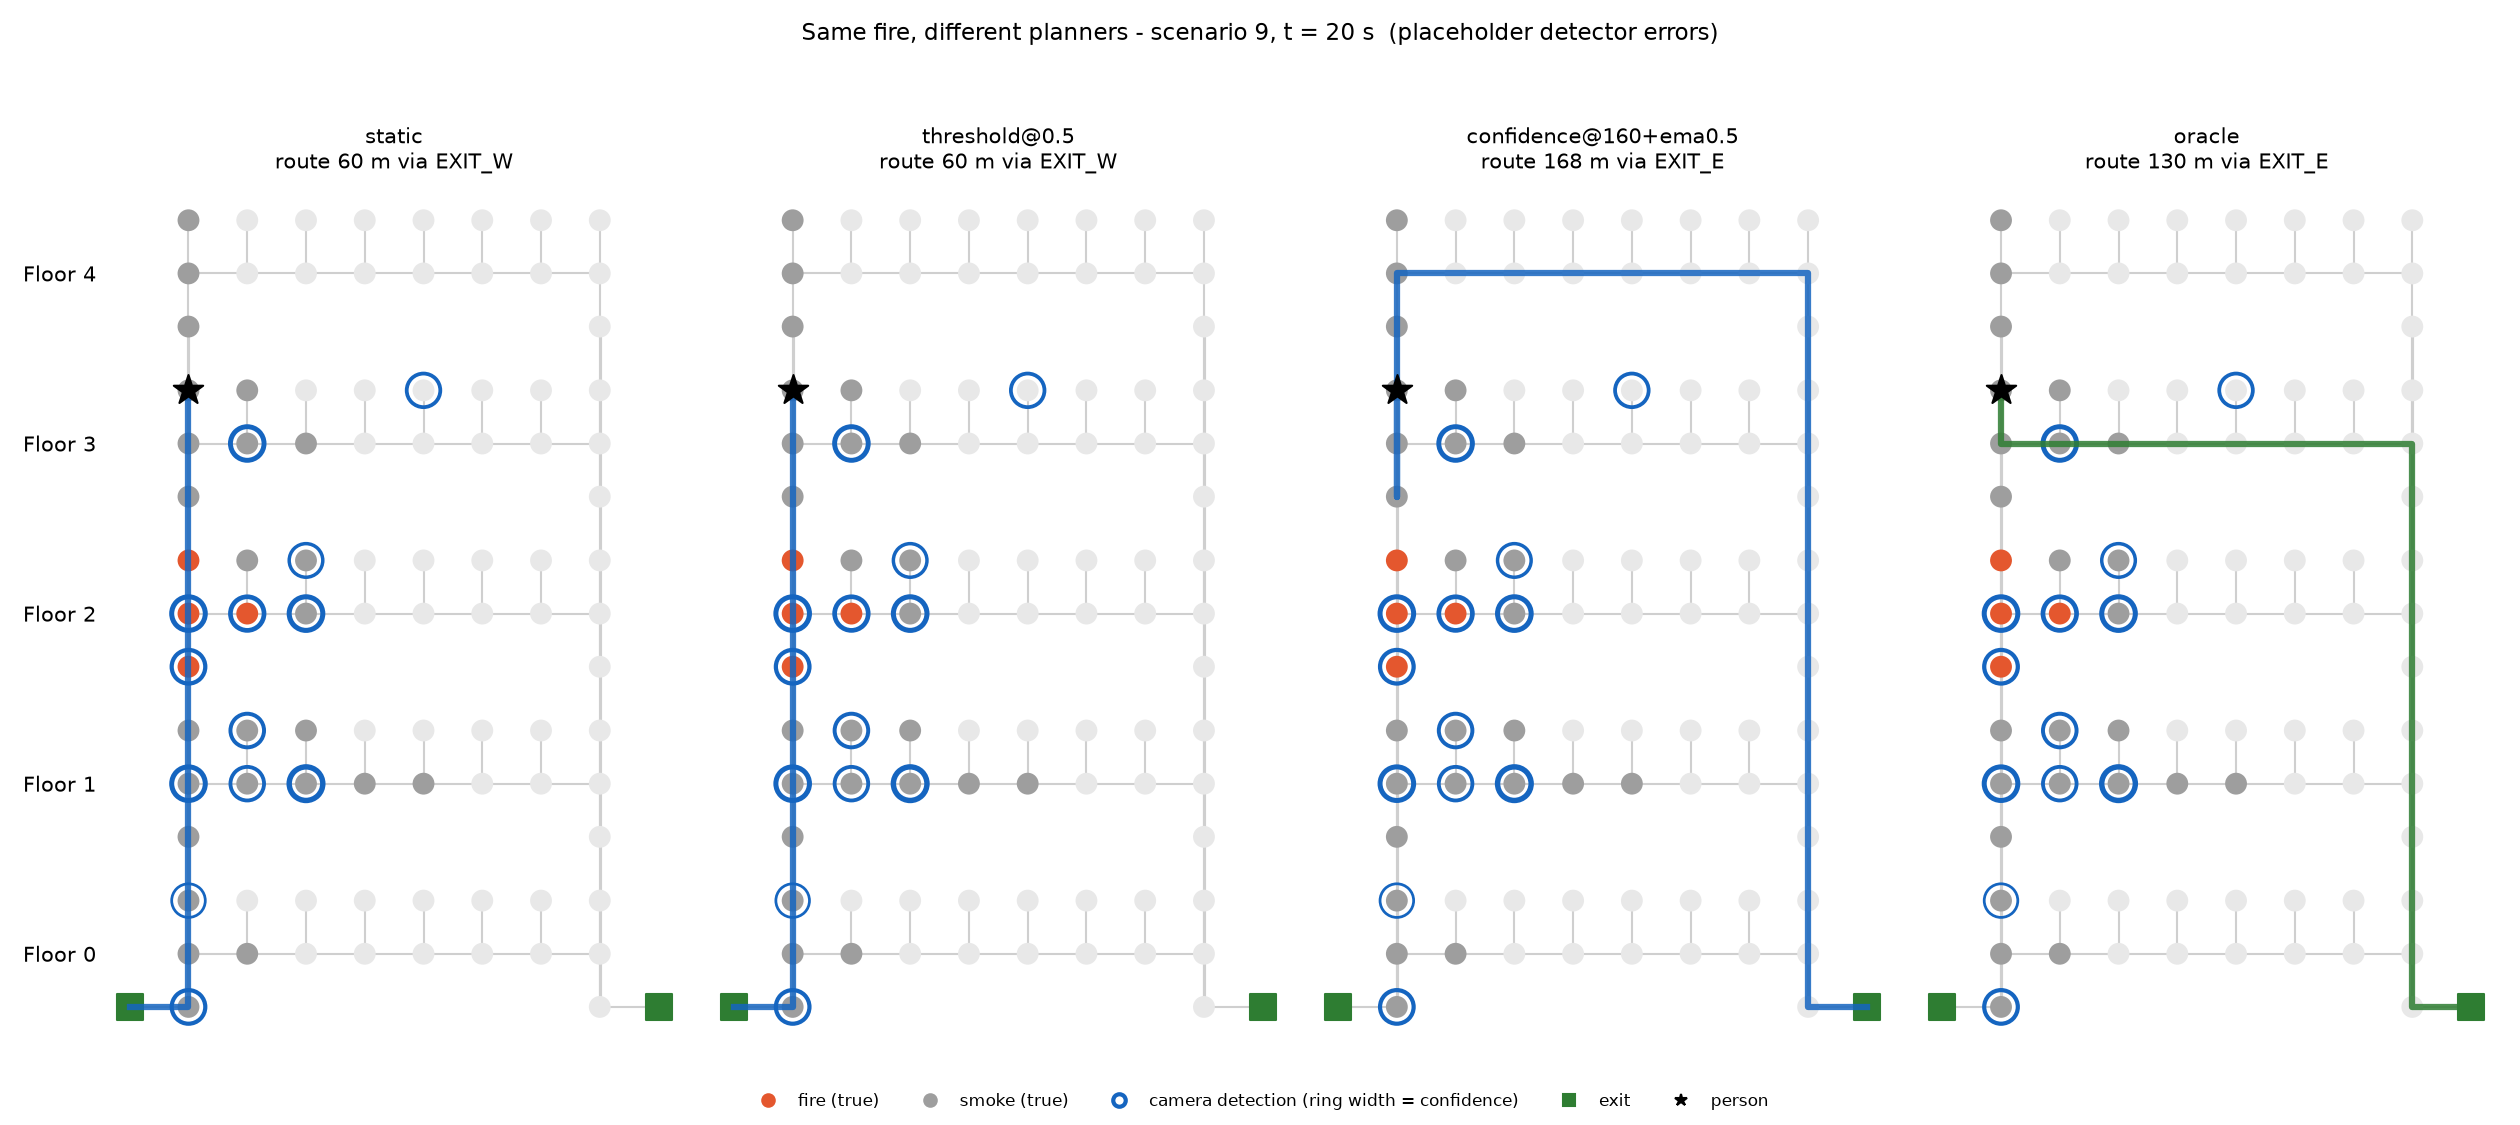 Same fire, different planners - scenario 9, t = 20 s  (placeholder detector errors)
static
route 60 m via EXIT_W
threshold@0.5
route 60 m via EXIT_W
confidence@160+ema0.5
route 168 m via EXIT_E
oracle
route 130 m via EXIT_E
Floor 4
Floor 3
Floor 2
Floor 1
Floor 0
fire (true)
smoke (true)
camera detection (ring width = confidence)
exit
person